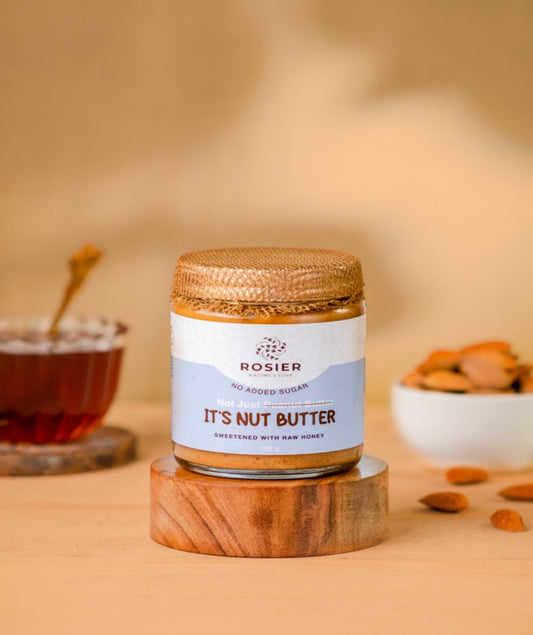 ROSIER
NATURE'S LOVE
NO ADDED SUGAR
Not Just Peanut Butter
IT'S NUT BUTTER
SWEETENED WITH RAW HONEY
100 g